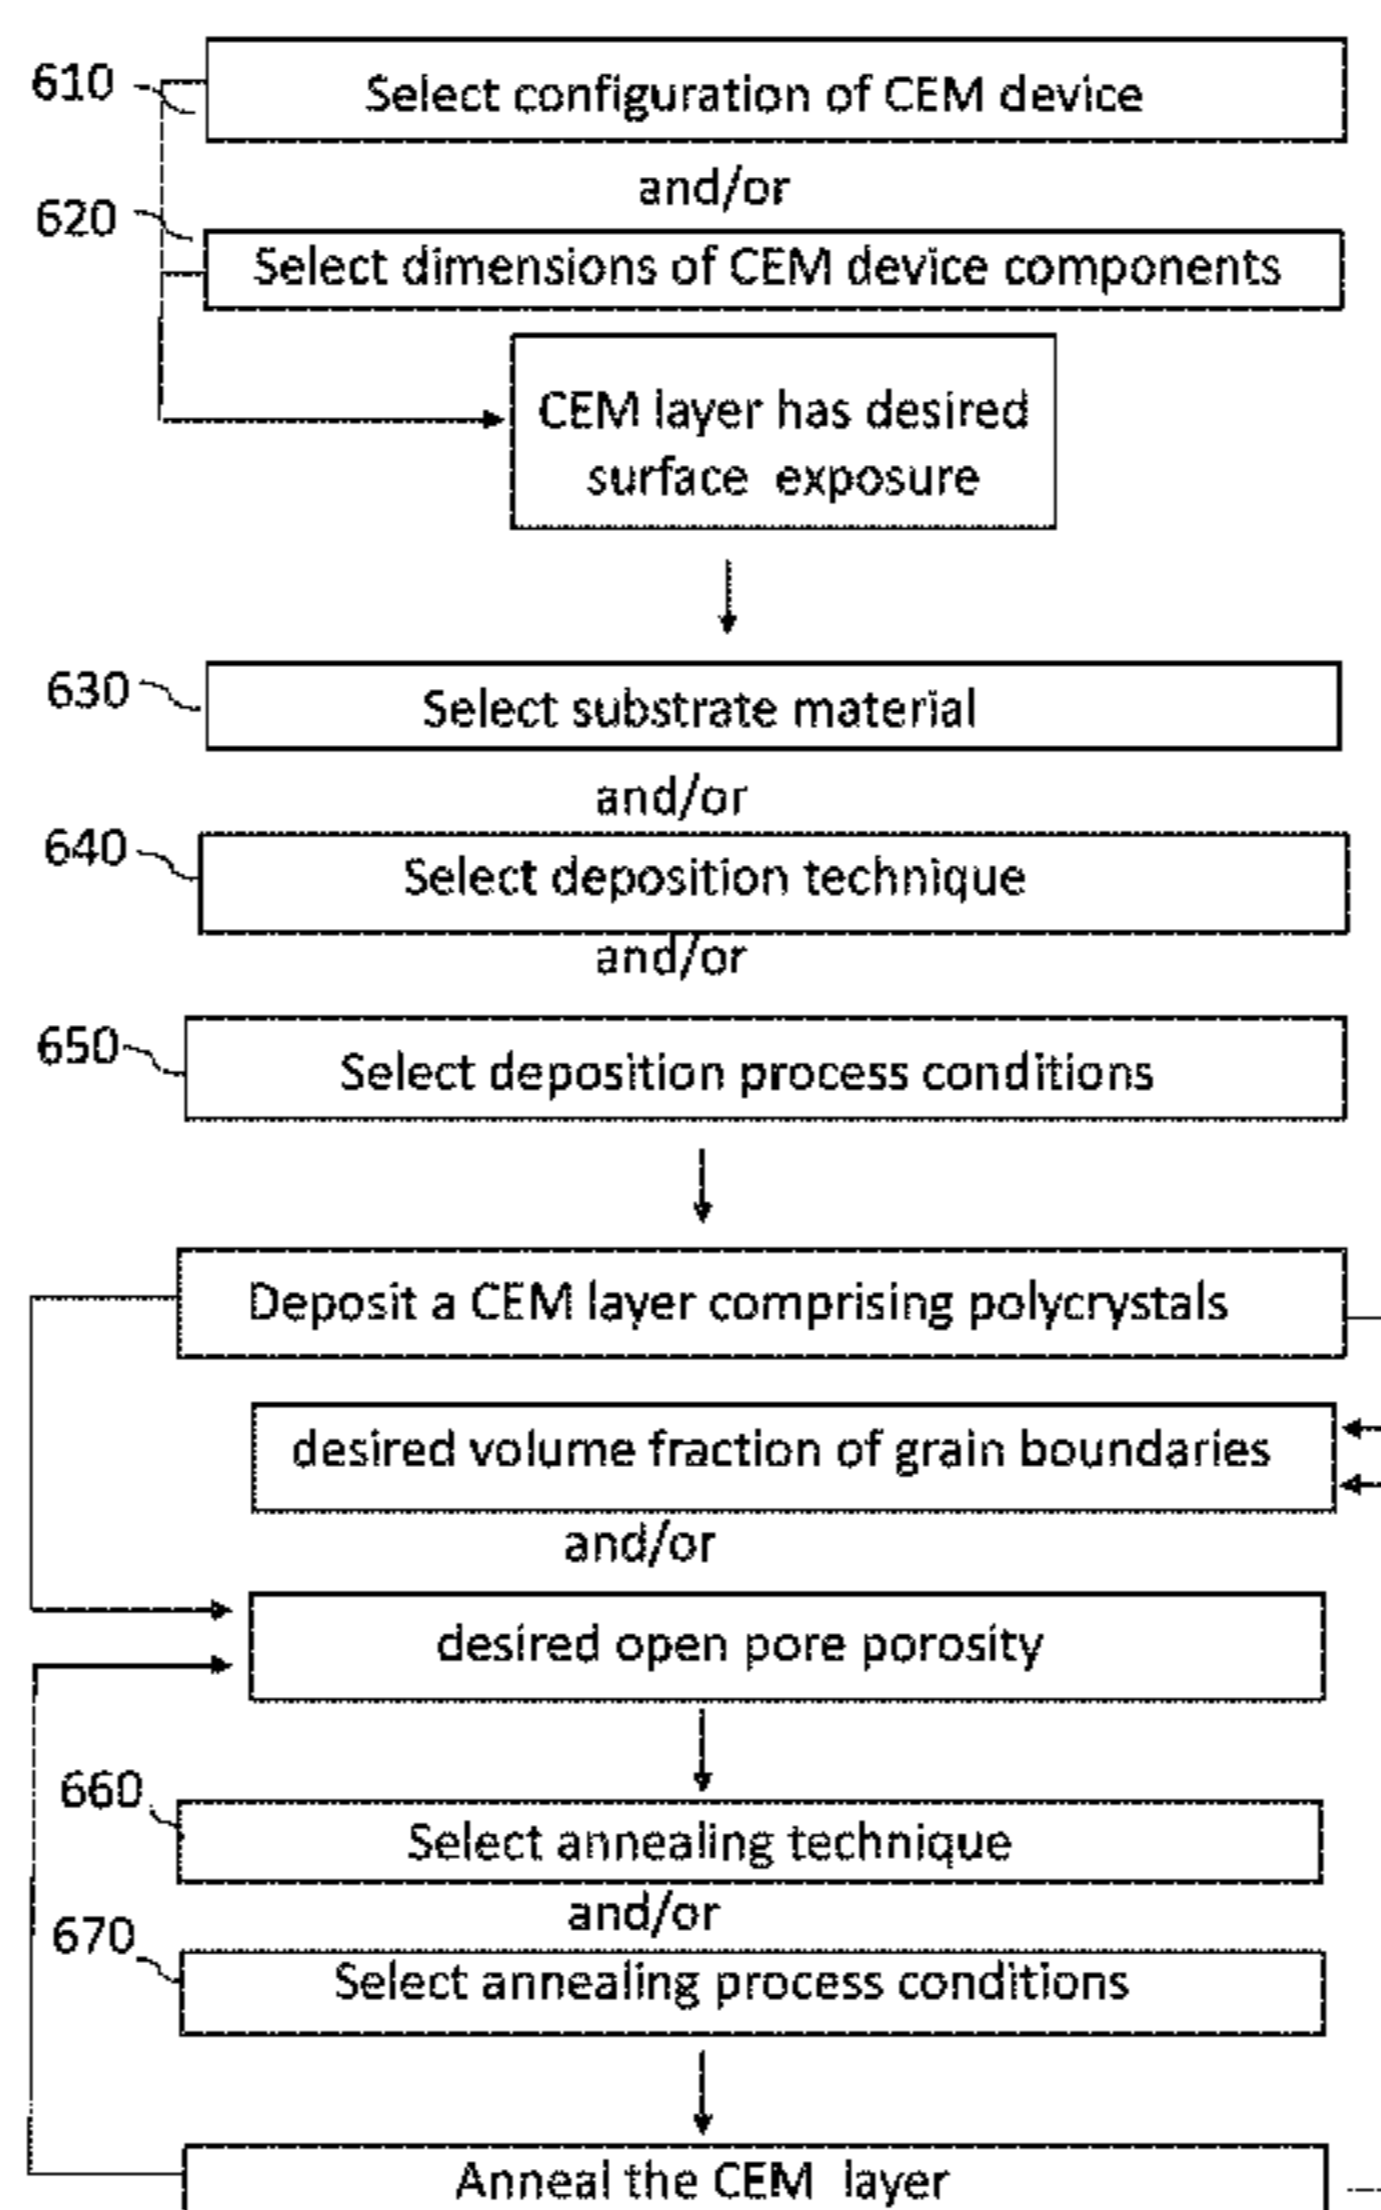 610
Select configuration of CEM device
and/or
620
Select dimensions of CEM device components
CEM layer has desired
surface exposure
630
Select substrate material
and/or
640
Select deposition technique
and/or
650
Select deposition process conditions
Deposit a CEM layer comprising polycrystals
desired volume fraction of grain boundaries
and/or
desired open pore porosity
660
Select annealing technique
and/or
670
Select annealing process conditions
Anneal the CEM layer